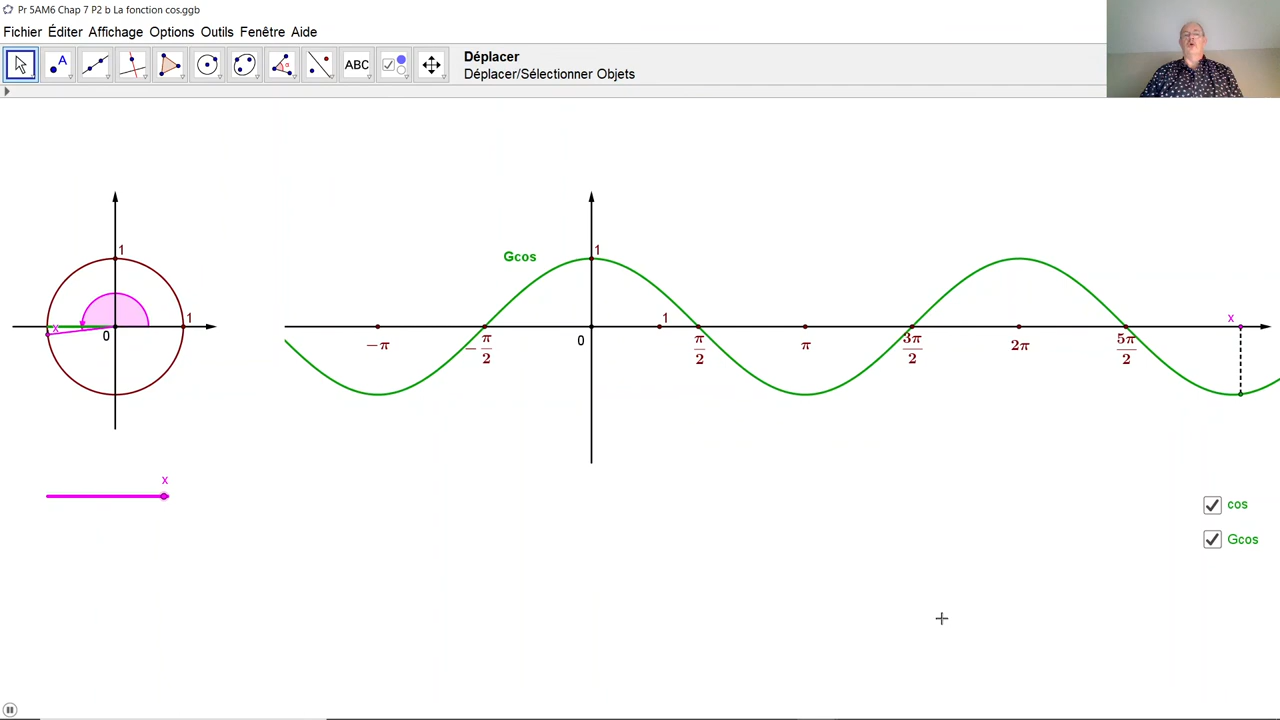 Pr 5AM6 Chap 7 P2 b La fonction cos.ggb
Fichier Éditer Affichage Options Outils Fenêtre Aide
A
ABC
Déplacer
Déplacer/Sélectionner Objets
1
1
x
0
Gcos
1
1
0
x
−π
−π/2
π/2
π
3π/2
2π
5π/2
x
cos
Gcos